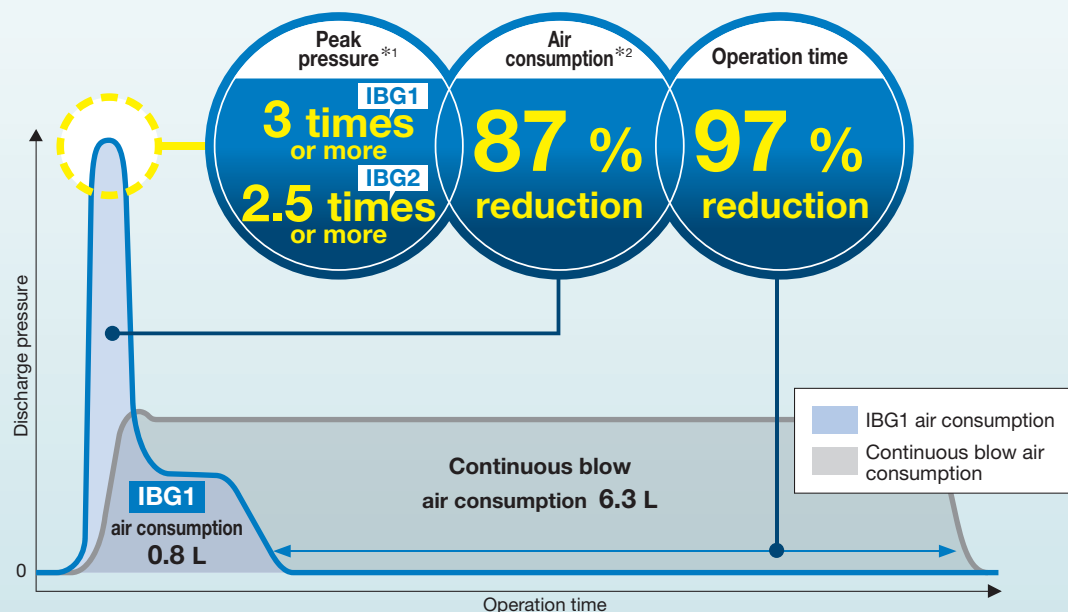 Peak
pressure*1
Air
consumption*2
Operation time
IBG1
3 times
or more
IBG2
2.5 times
or more
87 %
reduction
97 %
reduction
Discharge pressure
IBG1 air consumption
Continuous blow air
consumption
Continuous blow
air consumption 6.3 L
IBG1
air consumption
0.8 L
0
Operation time